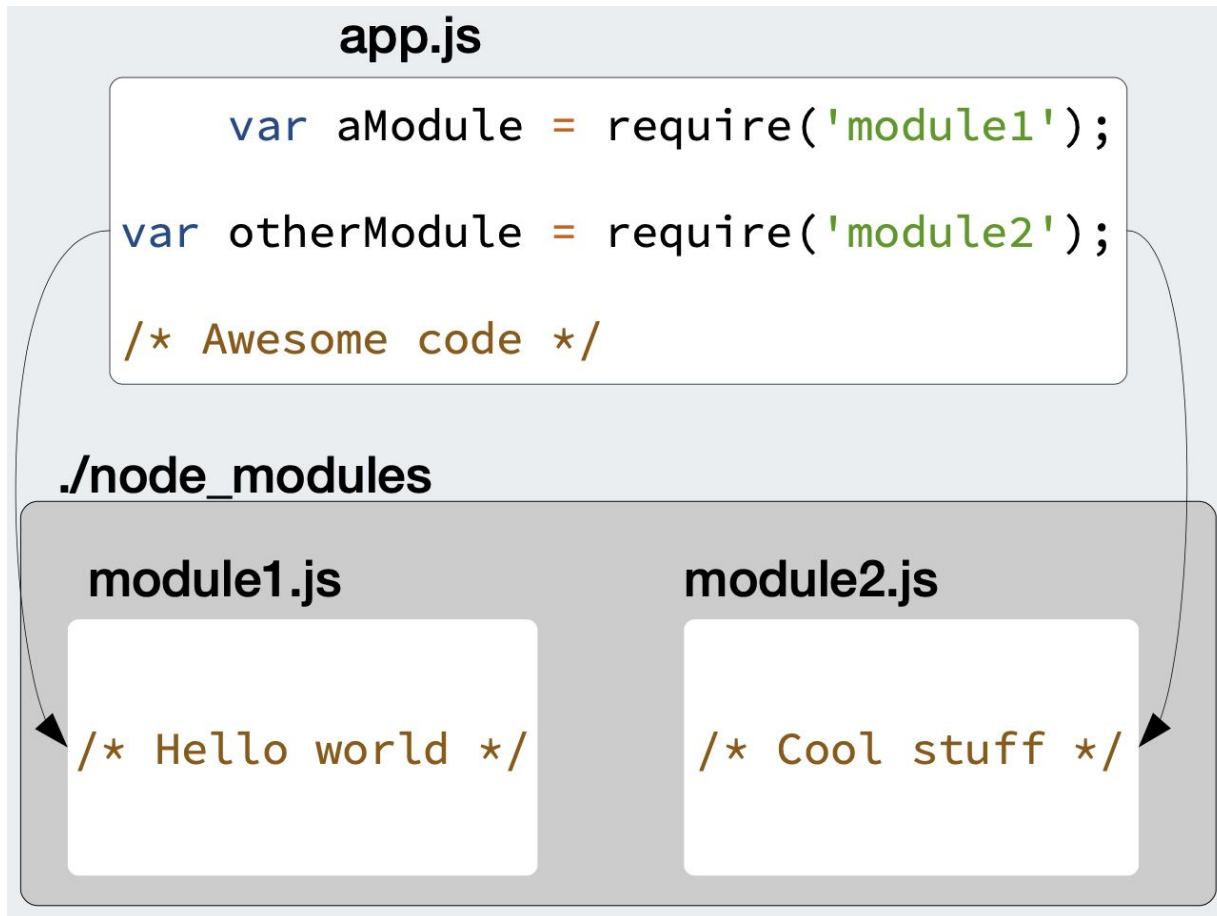 app.js
var aModule = require('module1');
var otherModule = require('module2');
/* Awesome code */
./node_modules
module1.js
module2.js
/* Hello world */
/* Cool stuff */